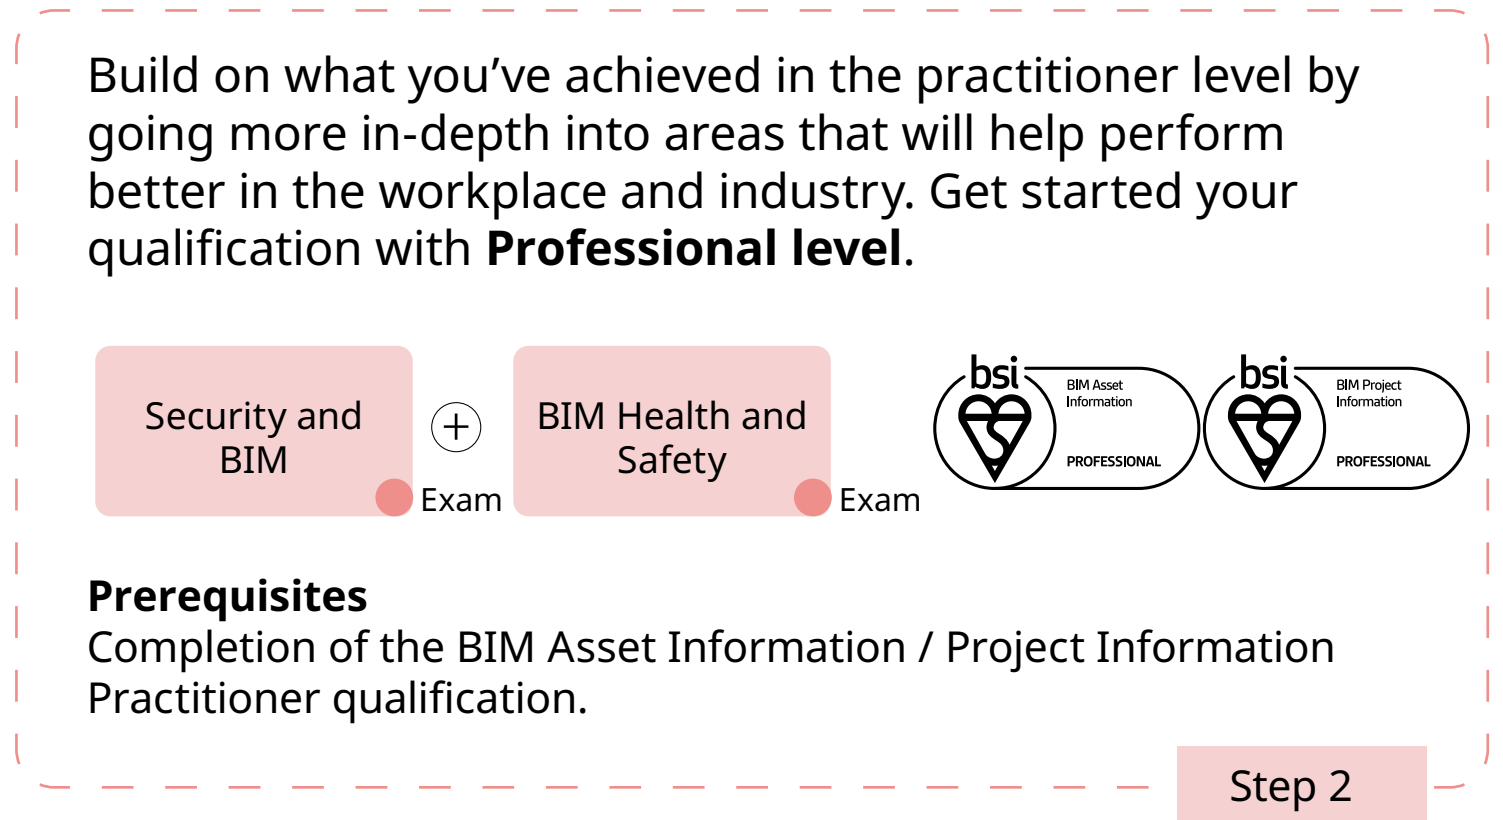 Build on what you’ve achieved in the practitioner level by
going more in-depth into areas that will help perform
better in the workplace and industry. Get started your
qualification with Professional level.
Security and
BIM
Exam
BIM Health and
Safety
Exam
bsi
BIM Asset
Information
PROFESSIONAL
bsi
BIM Project
Information
PROFESSIONAL
Prerequisites
Completion of the BIM Asset Information / Project Information
Practitioner qualification.
Step 2